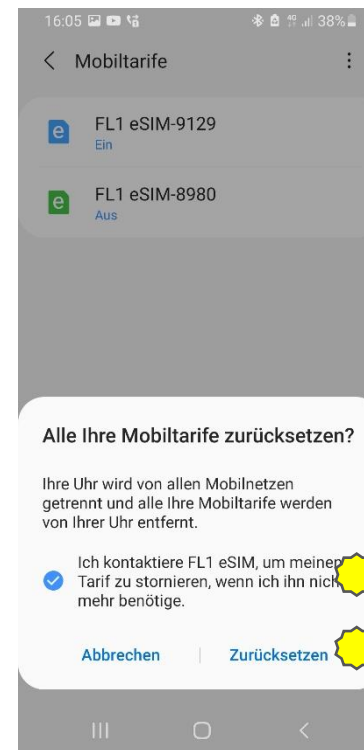 16:05 38%
Mobiltarife
FL1 eSIM-9129
Ein
FL1 eSIM-8980
Aus
Alle Ihre Mobiltarife zurücksetzen?
Ihre Uhr wird von allen Mobilnetzen
getrennt und alle Ihre Mobiltarife werden
von Ihrer Uhr entfernt.
Ich kontaktiere FL1 eSIM, um meinen
Tarif zu stornieren, wenn ich ihn nicht
mehr benötige.
Abbrechen Zurücksetzen